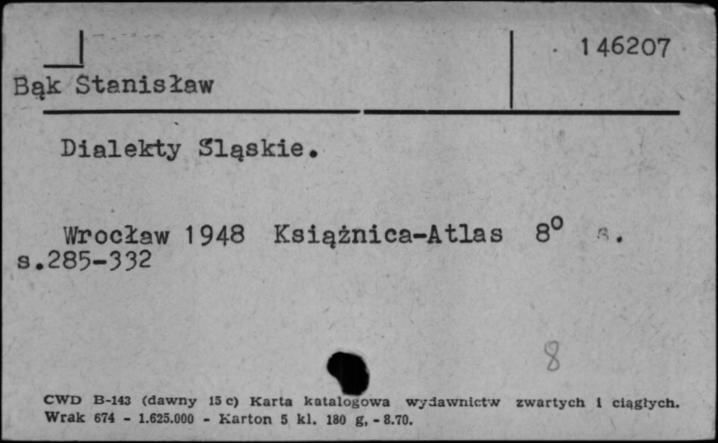 146207
Bąk Stanisław
Dialekty Śląskie.
Wrocław 1948 Książnica-Atlas 8° s.
s.285-332
8
CWD B-143 (dawny 15 c) Karta katalogowa wydawnictw zwartych i ciągłych.
Wrak 674 - 1.625.000 - Karton 5 kl. 180 g, - 8.70.